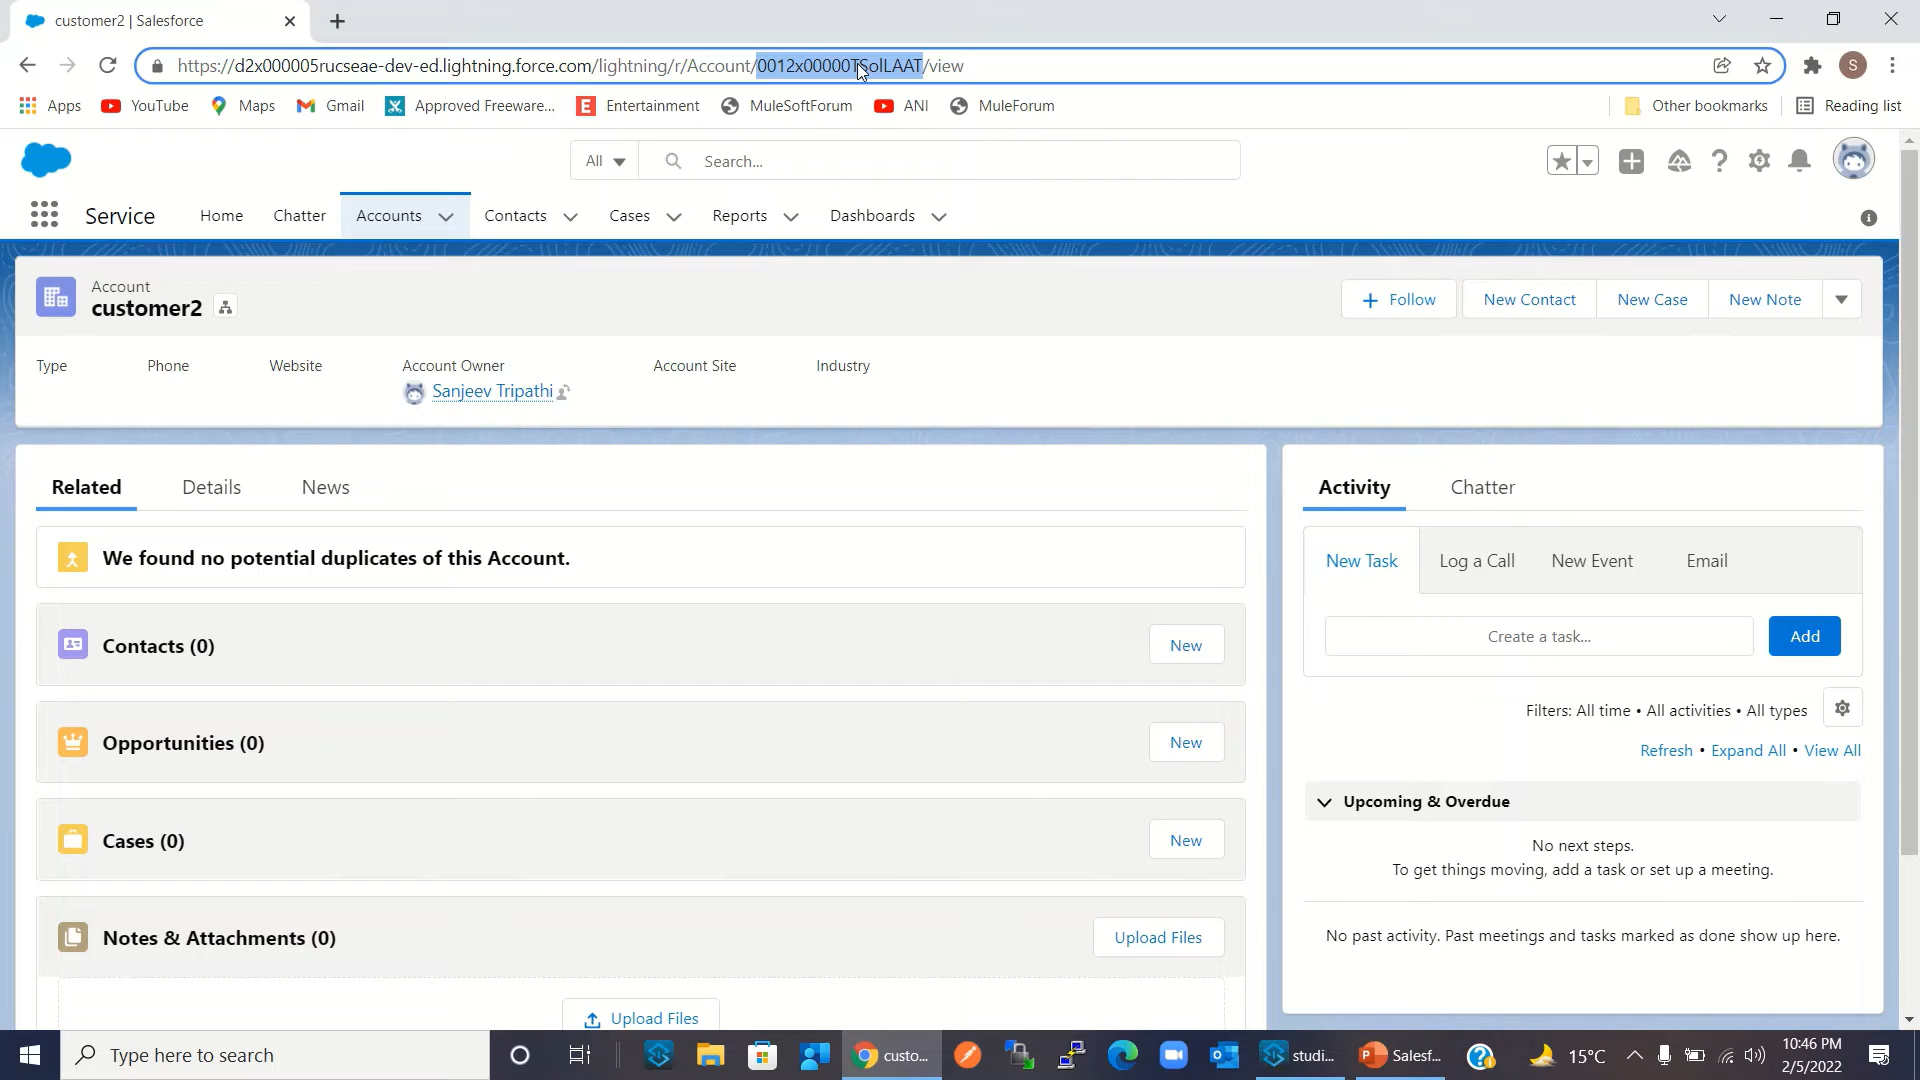 customer2 | Salesforce
https://d2x000005rucseae-dev-ed.lightning.force.com/lightning/r/Account/0012x00000TSolLAAT/view
S
Apps YouTube Maps Gmail Approved Freeware... Entertainment MuleSoftForum ANI MuleForum Other bookmarks Reading list
All Search...
Service Home Chatter Accounts Contacts Cases Reports Dashboards
Account
customer2
Follow New Contact New Case New Note
Type Phone Website Account Owner Account Site Industry
Sanjeev Tripathi
Related Details News
We found no potential duplicates of this Account.
Contacts (0) New
Opportunities (0) New
Cases (0) New
Notes & Attachments (0) Upload Files
Upload Files
Activity Chatter
New Task Log a Call New Event Email
Create a task... Add
Filters: All time • All activities • All types
Refresh • Expand All • View All
Upcoming & Overdue
No next steps.
To get things moving, add a task or set up a meeting.
No past activity. Past meetings and tasks marked as done show up here.
Type here to search custo... studi... Salesf... 15°C 10:46 PM
2/5/2022